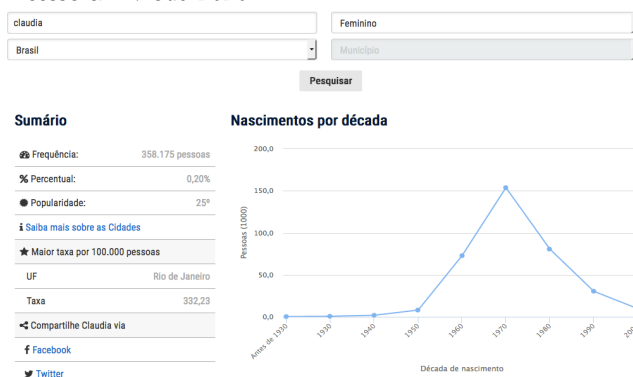 claudia
Feminino
Brasil
Município
Pesquisar
Sumário
Frequência: 358.175 pessoas
Percentual: 0,20%
Popularidade: 25º
Saiba mais sobre as Cidades
Maior taxa por 100.000 pessoas
UF Rio de Janeiro
Taxa 332,23
Compartilhe Claudia via
Facebook
Twitter
Nascimentos por década
Pessoas (1000)
200,0
150,0
100,0
50,0
0,0
Antes de 1930
1930
1940
1950
1960
1970
1980
1990
Década de nascimento